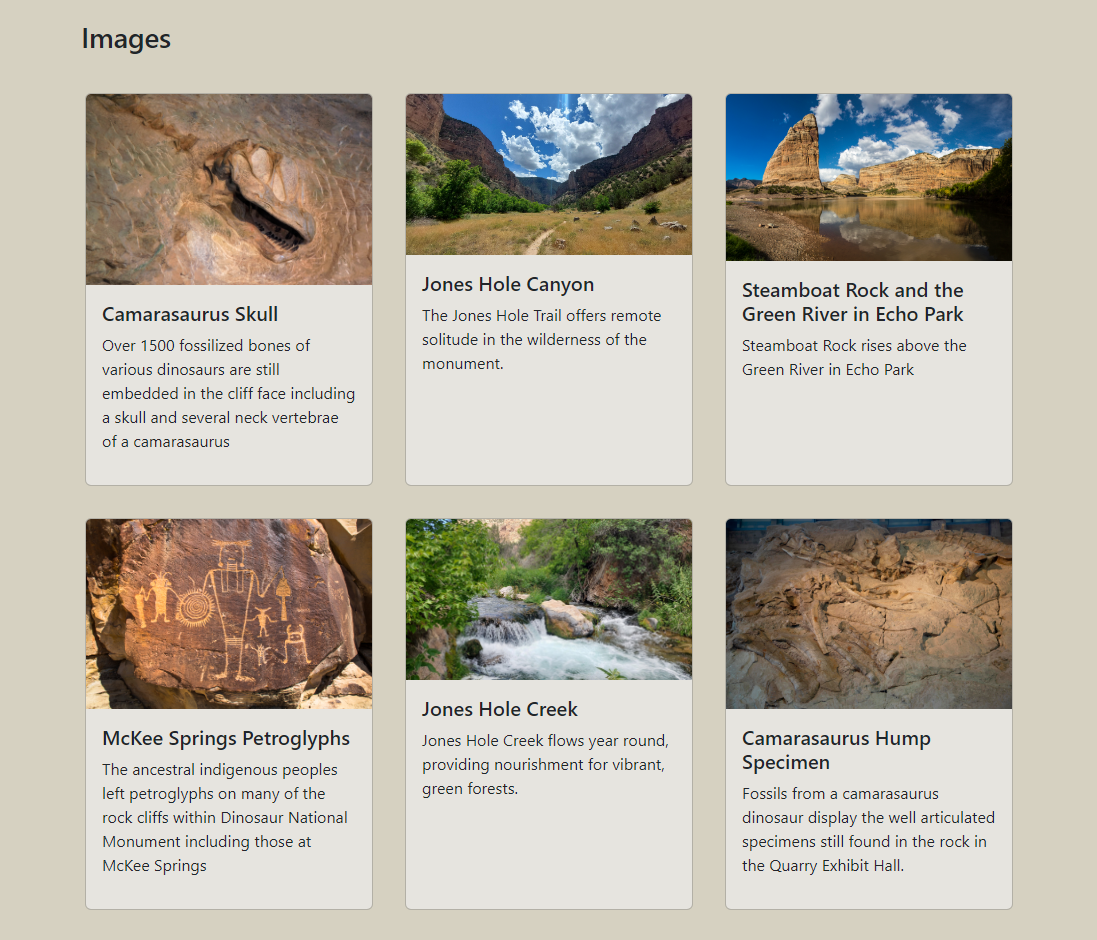 Images
Camarasaurus Skull
Over 1500 fossilized bones of
various dinosaurs are still
embedded in the cliff face including
a skull and several neck vertebrae
of a camarasaurus
Jones Hole Canyon
The Jones Hole Trail offers remote
solitude in the wilderness of the
monument.
Steamboat Rock and the
Green River in Echo Park
Steamboat Rock rises above the
Green River in Echo Park
McKee Springs Petroglyphs
The ancestral indigenous peoples
left petroglyphs on many of the
rock cliffs within Dinosaur National
Monument including those at
McKee Springs
Jones Hole Creek
Jones Hole Creek flows year round,
providing nourishment for vibrant,
green forests.
Camarasaurus Hump
Specimen
Fossils from a camarasaurus
dinosaur display the well articulated
specimens still found in the rock in
the Quarry Exhibit Hall.